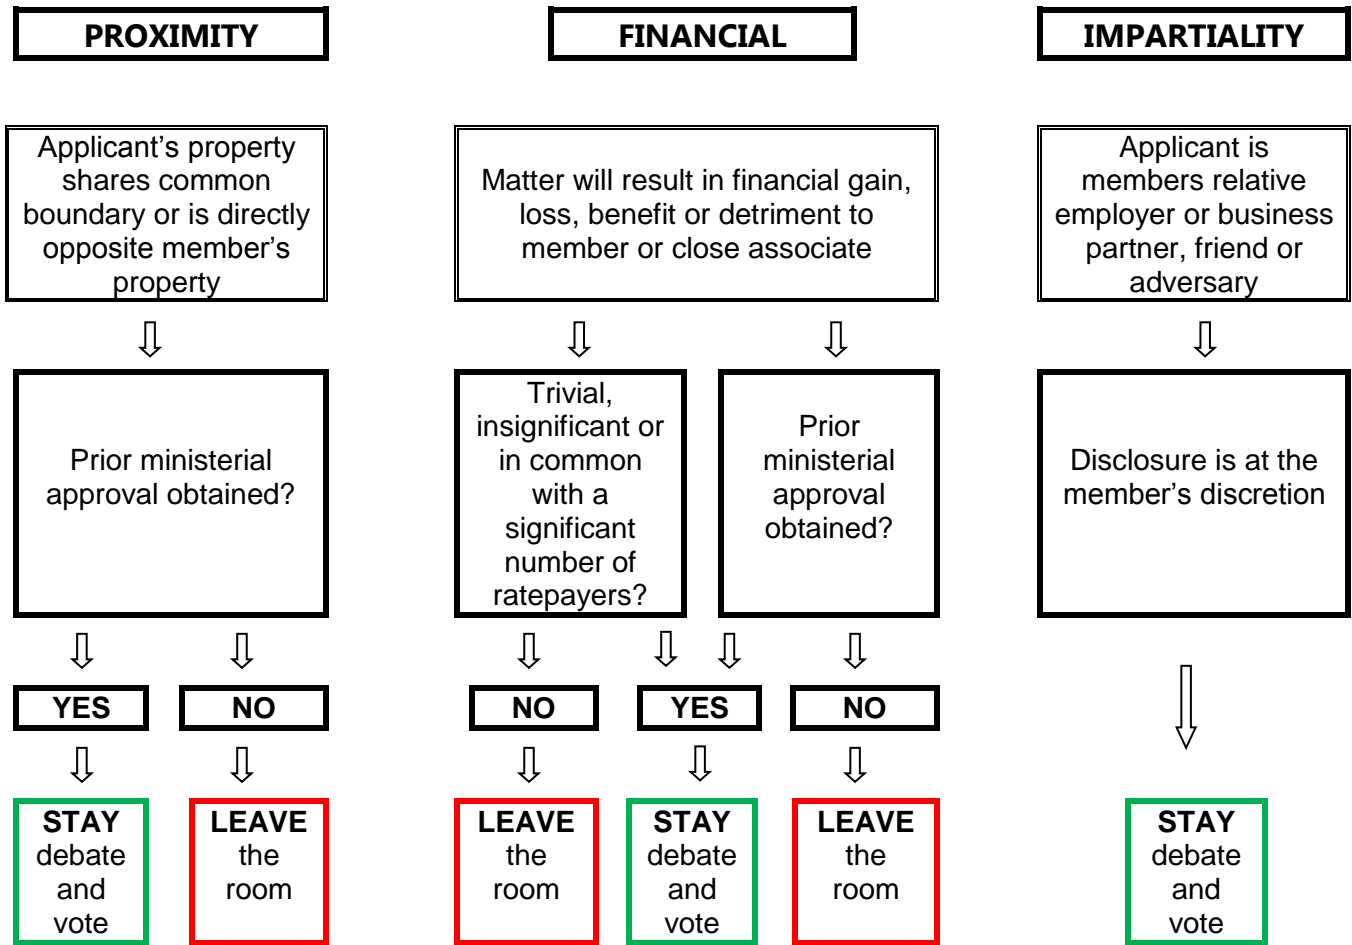 PROXIMITY
FINANCIAL
IMPARTIALITY
Applicant’s property
shares common
boundary or is directly
opposite member’s
property
Matter will result in financial gain,
loss, benefit or detriment to
member or close associate
Applicant is
members relative
employer or business
partner, friend or
adversary
Prior ministerial
approval obtained?
Trivial,
insignificant or
in common
with a
significant
number of
ratepayers?
Prior
ministerial
approval
obtained?
Disclosure is at the
member’s discretion
YES
NO
NO
YES
NO
STAY
debate
and
vote
LEAVE
the
room
LEAVE
the
room
STAY
debate
and
vote
LEAVE
the
room
STAY
debate
and
vote